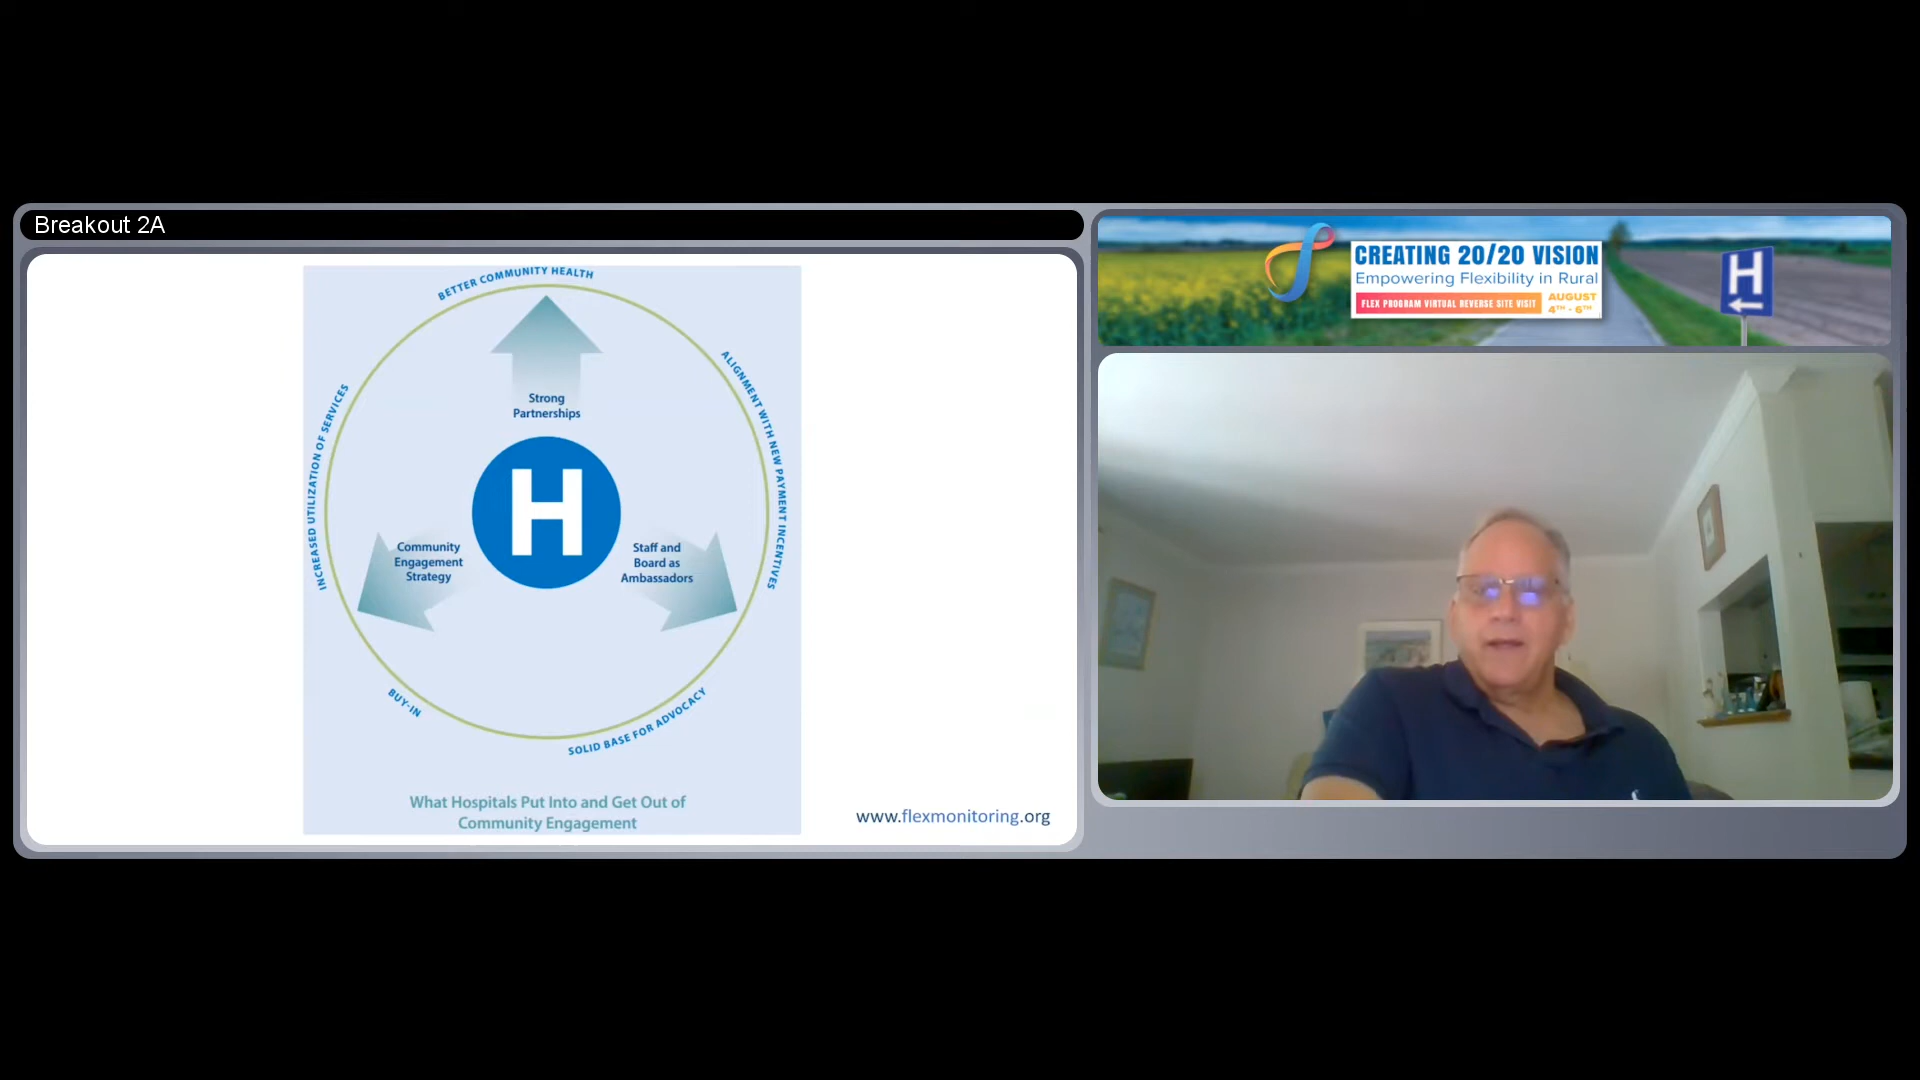 Breakout 2A
BETTER COMMUNITY HEALTH
ALIGNMENT WITH NEW PAYMENT INCENTIVES
INCREASED UTILIZATION OF SERVICES
Strong
Partnerships
H
Community
Engagement
Strategy
Staff and
Board as
Ambassadors
BUY-IN
SOLID BASE FOR ADVOCACY
What Hospitals Put Into and Get Out of
Community Engagement
www.flexmonitoring.org
CREATING 20/20 VISION
Empowering Flexibility in Rural
FLEX PROGRAM VIRTUAL REVERSE SITE VISIT
AUGUST
4TH - 6TH
H